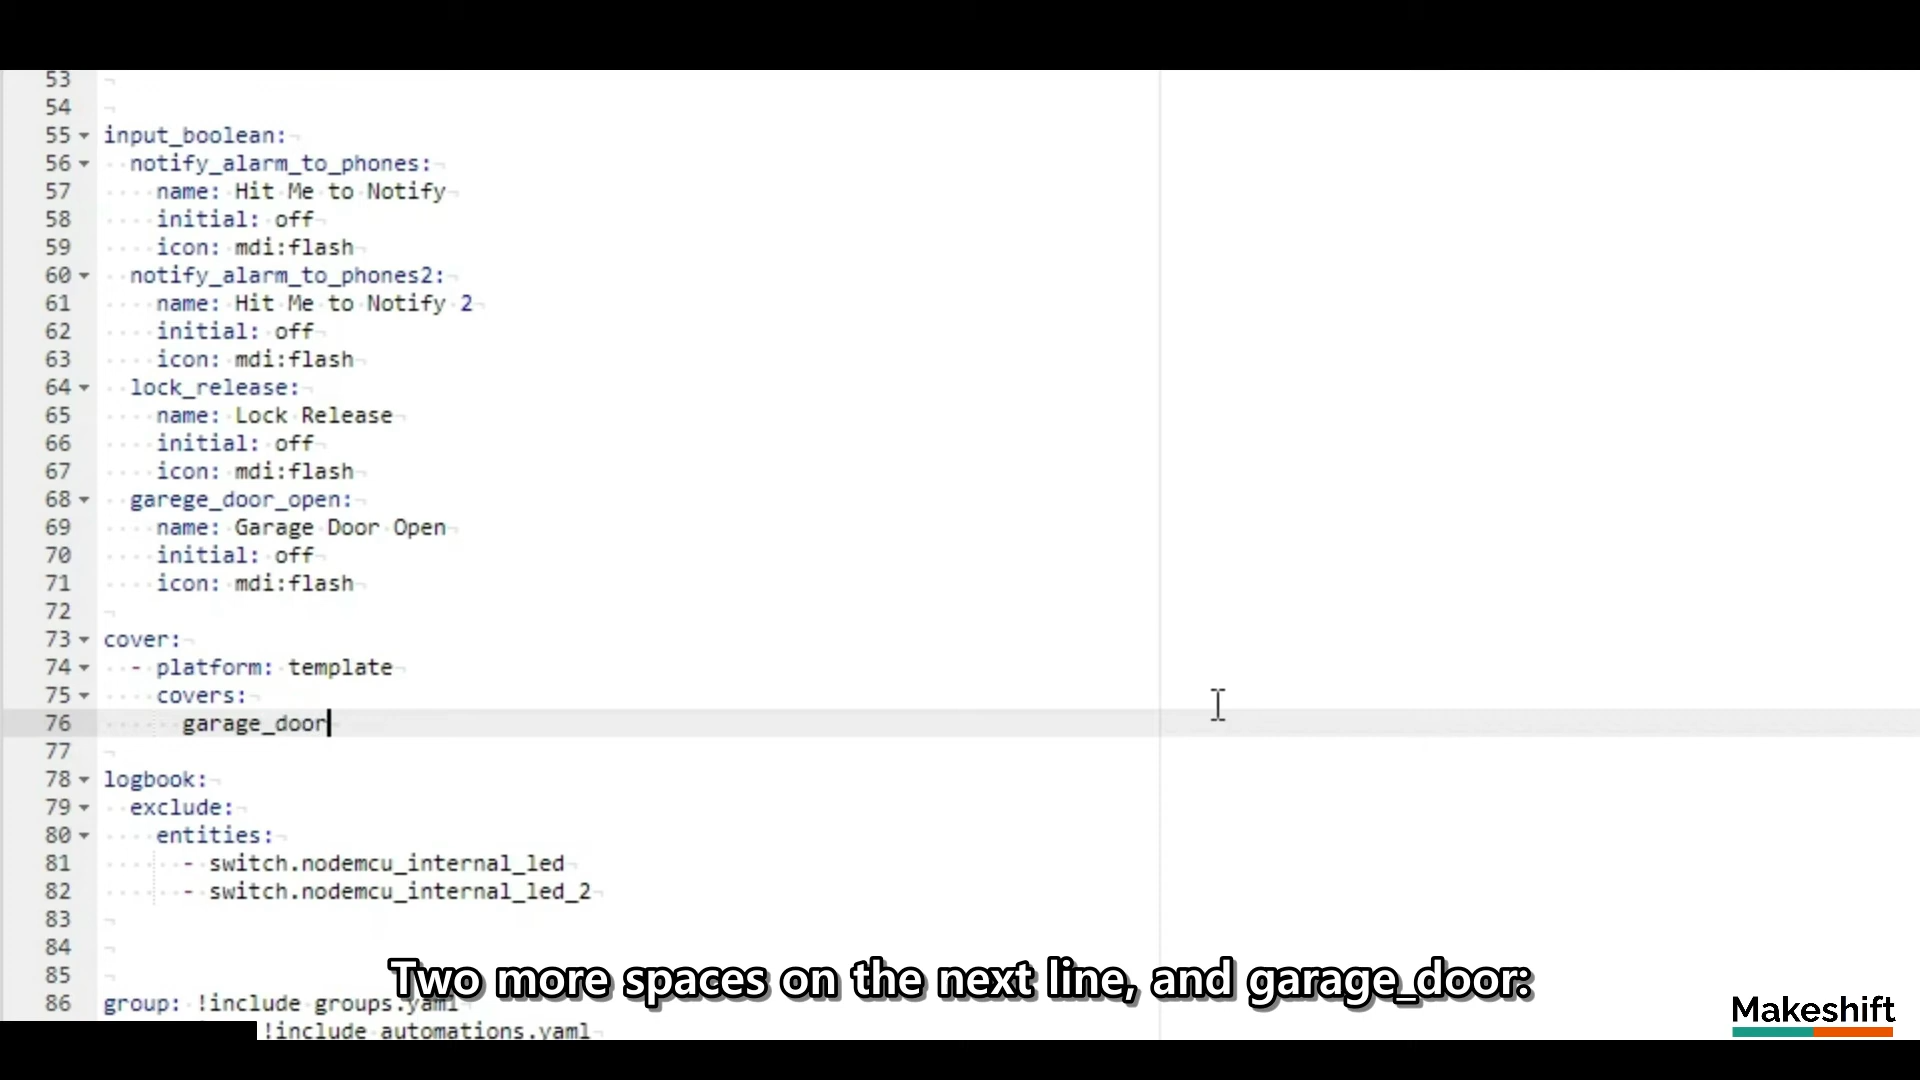 53
54
55 input_boolean:
56   notify_alarm_to_phones:
57     name: Hit Me to Notify
58     initial: off
59     icon: mdi:flash
60   notify_alarm_to_phones2:
61     name: Hit Me to Notify 2
62     initial: off
63     icon: mdi:flash
64   lock_release:
65     name: Lock Release
66     initial: off
67     icon: mdi:flash
68   garege_door_open:
69     name: Garage Door Open
70     initial: off
71     icon: mdi:flash
72
73 cover:
74   - platform: template
75     covers:
76       garage_door
77
78 logbook:
79   exclude:
80     entities:
81       - switch.nodemcu_internal_led
82       - switch.nodemcu_internal_led_2
83
84
85
Two more spaces on the next line, and garage_door:
86 group: !include groups.yaml
!include automations.yaml
Makeshift